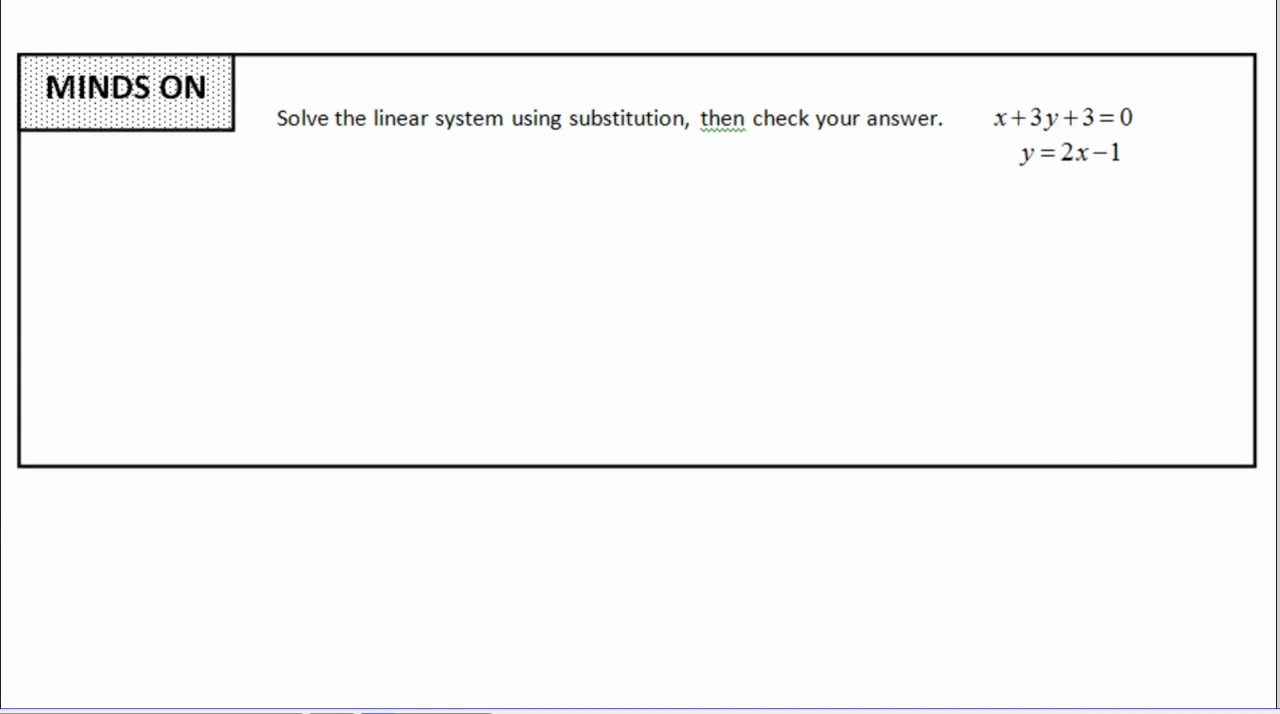 MINDS ON
Solve the linear system using substitution, then check your answer. x+3y+3=0
y=2x−1